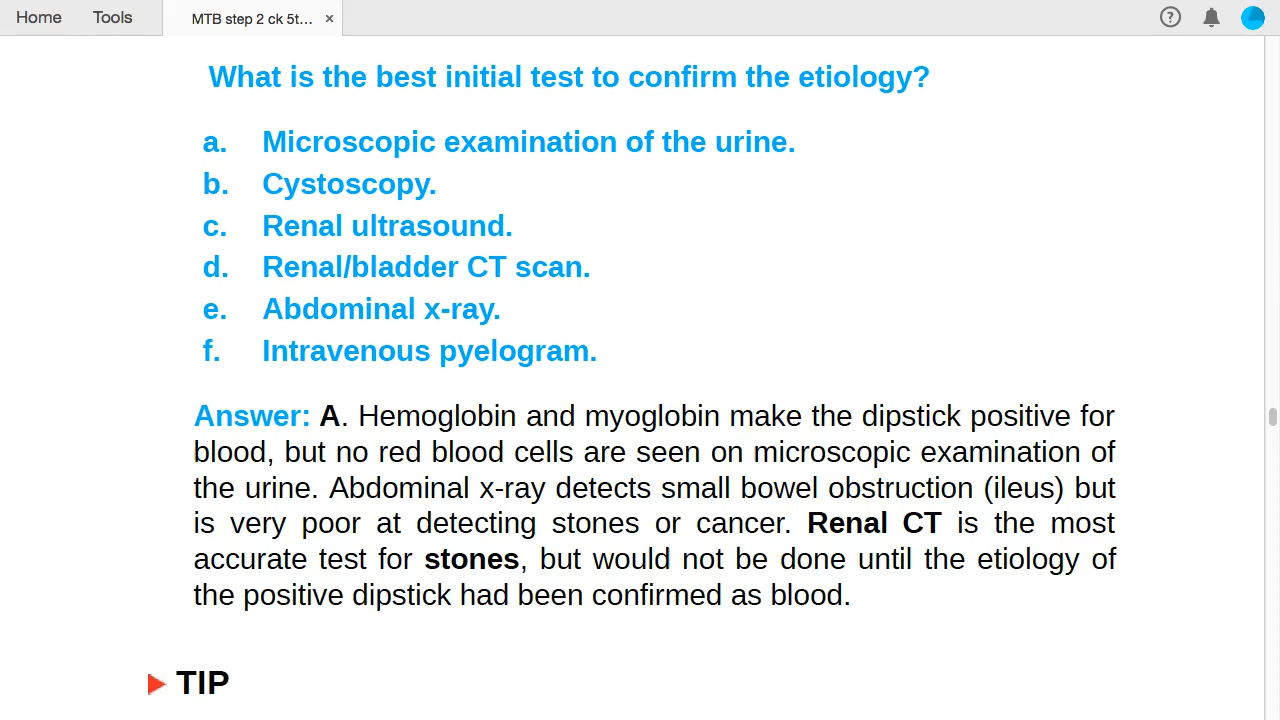 Home Tools MTB step 2 ck 5t... × ?
What is the best initial test to confirm the etiology?
a. Microscopic examination of the urine.
b. Cystoscopy.
c. Renal ultrasound.
d. Renal/bladder CT scan.
e. Abdominal x-ray.
f. Intravenous pyelogram.
Answer: A. Hemoglobin and myoglobin make the dipstick positive for
blood, but no red blood cells are seen on microscopic examination of
the urine. Abdominal x-ray detects small bowel obstruction (ileus) but
is very poor at detecting stones or cancer. Renal CT is the most
accurate test for stones, but would not be done until the etiology of
the positive dipstick had been confirmed as blood.
TIP